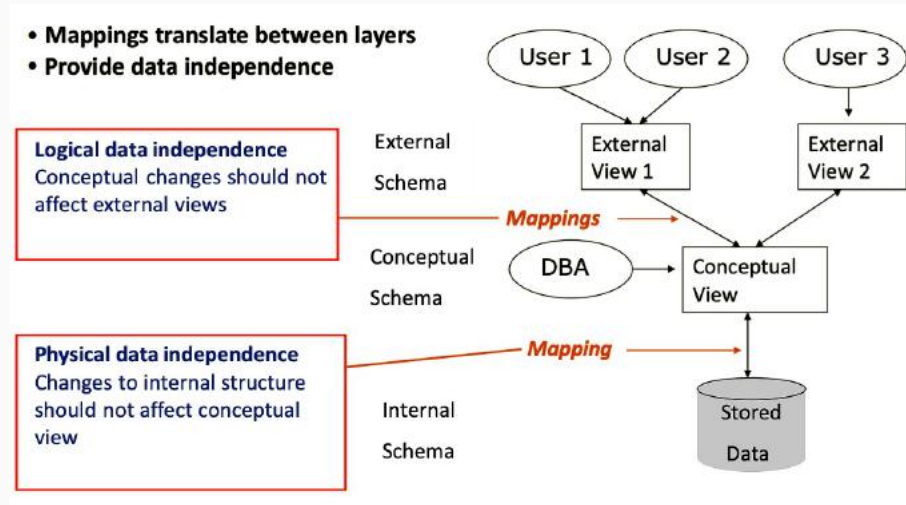 • Mappings translate between layers
• Provide data independence
User 1
User 2
User 3
Logical data independence
Conceptual changes should not
affect external views
External
Schema
External
View 1
External
View 2
Mappings
Conceptual
Schema
DBA
Conceptual
View
Physical data independence
Changes to internal structure
should not affect conceptual
view
Mapping
Internal
Schema
Stored
Data